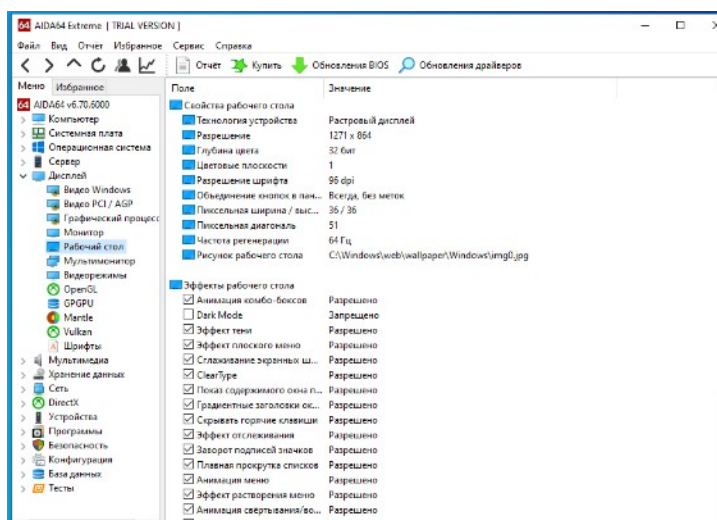 64 AIDA64 Extreme [ TRIAL VERSION ]
Файл Вид Отчет Избранное Сервис Справка
Отчёт Купить Обновления BIOS Обновления драйверов
Меню Избранное
Поле Значение
64 AIDA64 v6.70.6000
Компьютер
Системная плата
Операционная система
Сервер
Дисплей
Видео Windows
Видео PCI / AGP
Графический процесс
Монитор
Рабочий стол
Мультимонитор
Видеорежимы
OpenGL
GPGPU
Mantle
Vulkan
Шрифты
Мультимедиа
Хранение данных
Сеть
DirectX
Устройства
Программы
Безопасность
Конфигурация
База данных
Тесты
Свойства рабочего стола
Технология устройства Растровый дисплей
Разрешение 1271 x 864
Глубина цвета 32 бит
Цветовые плоскости 1
Разрешение шрифта 96 dpi
Объединение кнопок в пан... Всегда, без меток
Пиксельная ширина / выс... 36 / 36
Пиксельная диагональ 51
Частота регенерации 64 Гц
Рисунок рабочего стола C:\Windows\web\wallpaper\Windows\img0.jpg
Эффекты рабочего стола
Анимация комбо-боксов Разрешено
Dark Mode Запрещено
Эффект тени Разрешено
Эффект плоского меню Разрешено
Сглаживание экранных ш... Разрешено
ClearType Разрешено
Показ содержимого окна п... Разрешено
Градиентные заголовки ок... Разрешено
Скрывать горячие клавиши Разрешено
Эффект отслеживания Разрешено
Заворот подписей значков Разрешено
Плавная прокрутка списков Разрешено
Анимация меню Разрешено
Эффект растворения меню Разрешено
Анимация свёртывания/во... Разрешено